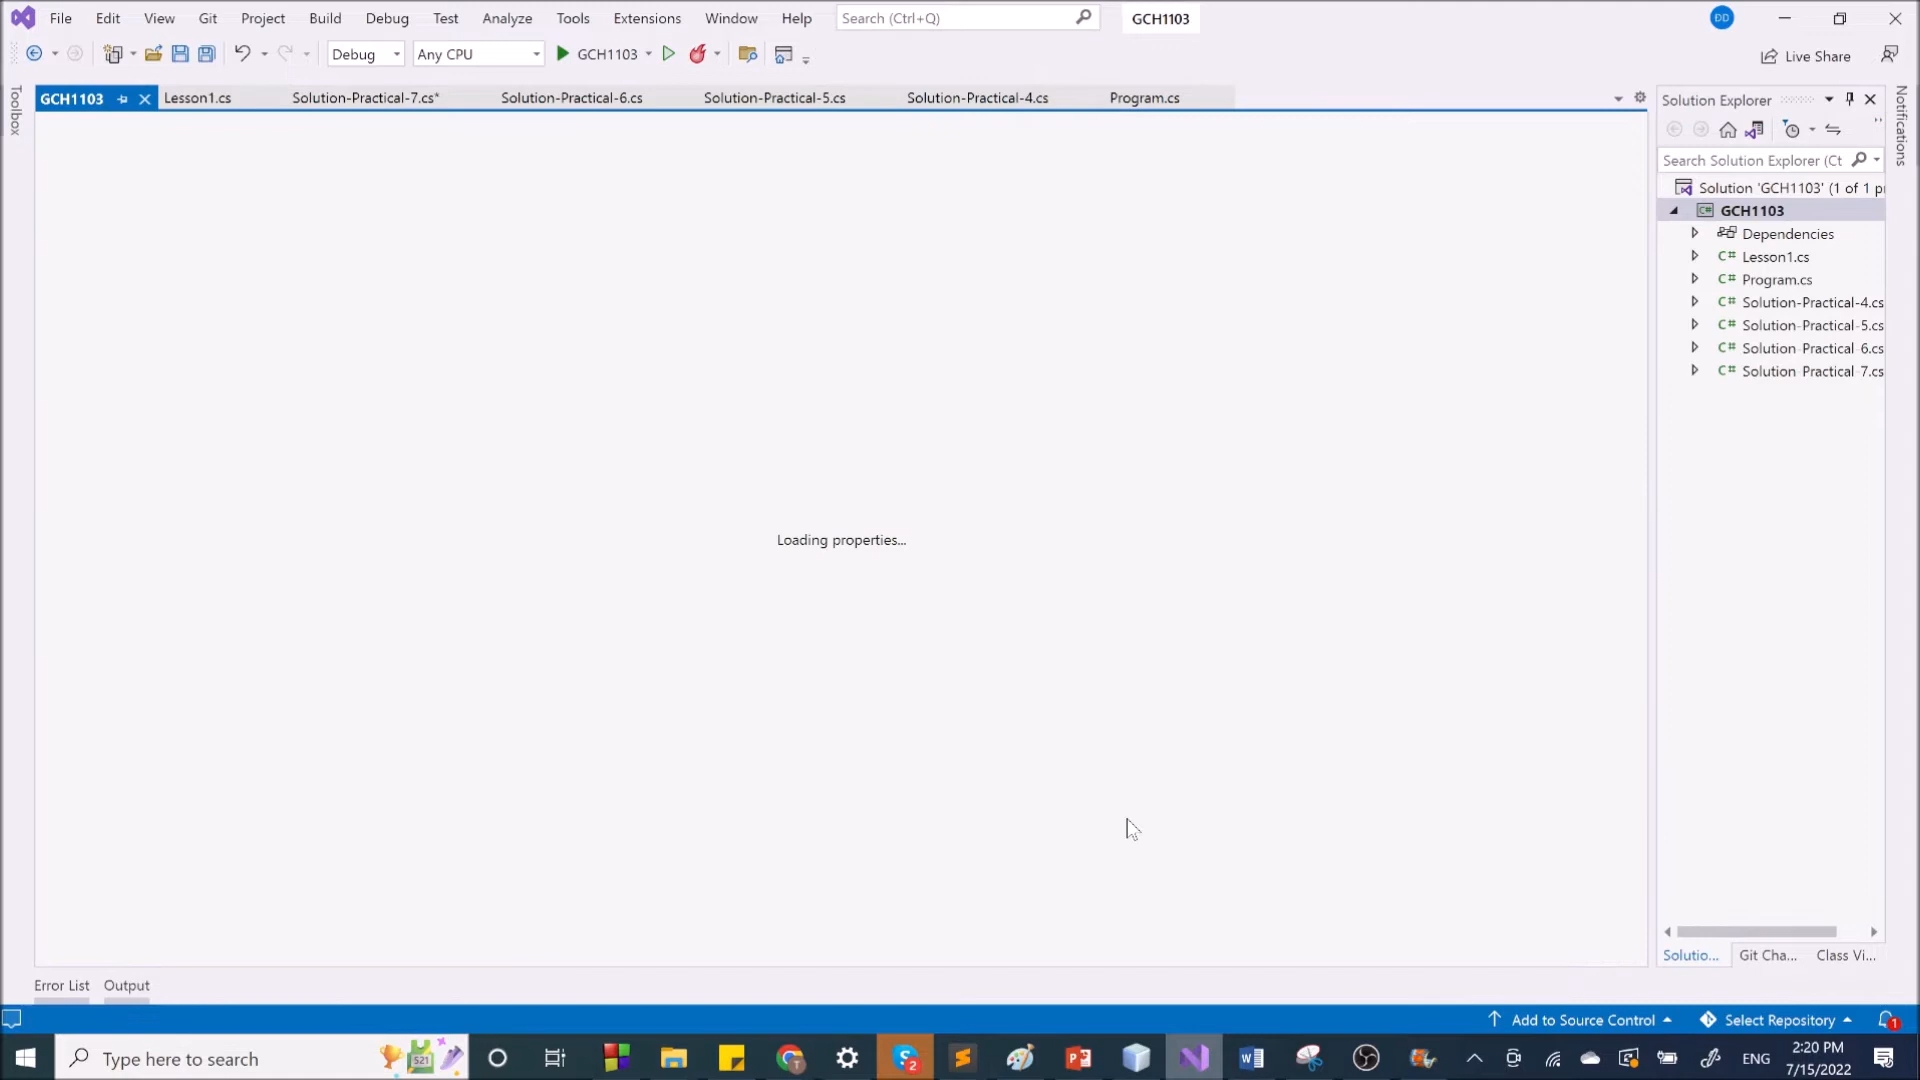 File Edit View Git Project Build Debug Test Analyze Tools Extensions Window Help Search (Ctrl+Q) GCH1103 ĐD
Debug Any CPU GCH1103 Live Share
Toolbox
GCH1103 Lesson1.cs Solution-Practical-7.cs* Solution-Practical-6.cs Solution-Practical-5.cs Solution-Practical-4.cs Program.cs
Loading properties...
Solution Explorer
Search Solution Explorer (Ct
Solution 'GCH1103' (1 of 1 p
GCH1103
Dependencies
C# Lesson1.cs
C# Program.cs
C# Solution-Practical-4.cs
C# Solution-Practical-5.cs
C# Solution-Practical-6.cs
C# Solution-Practical-7.cs
Solutio... Git Cha... Class Vi...
Notifications
Error List Output
Add to Source Control Select Repository 1
Type here to search
ENG
2:20 PM
7/15/2022